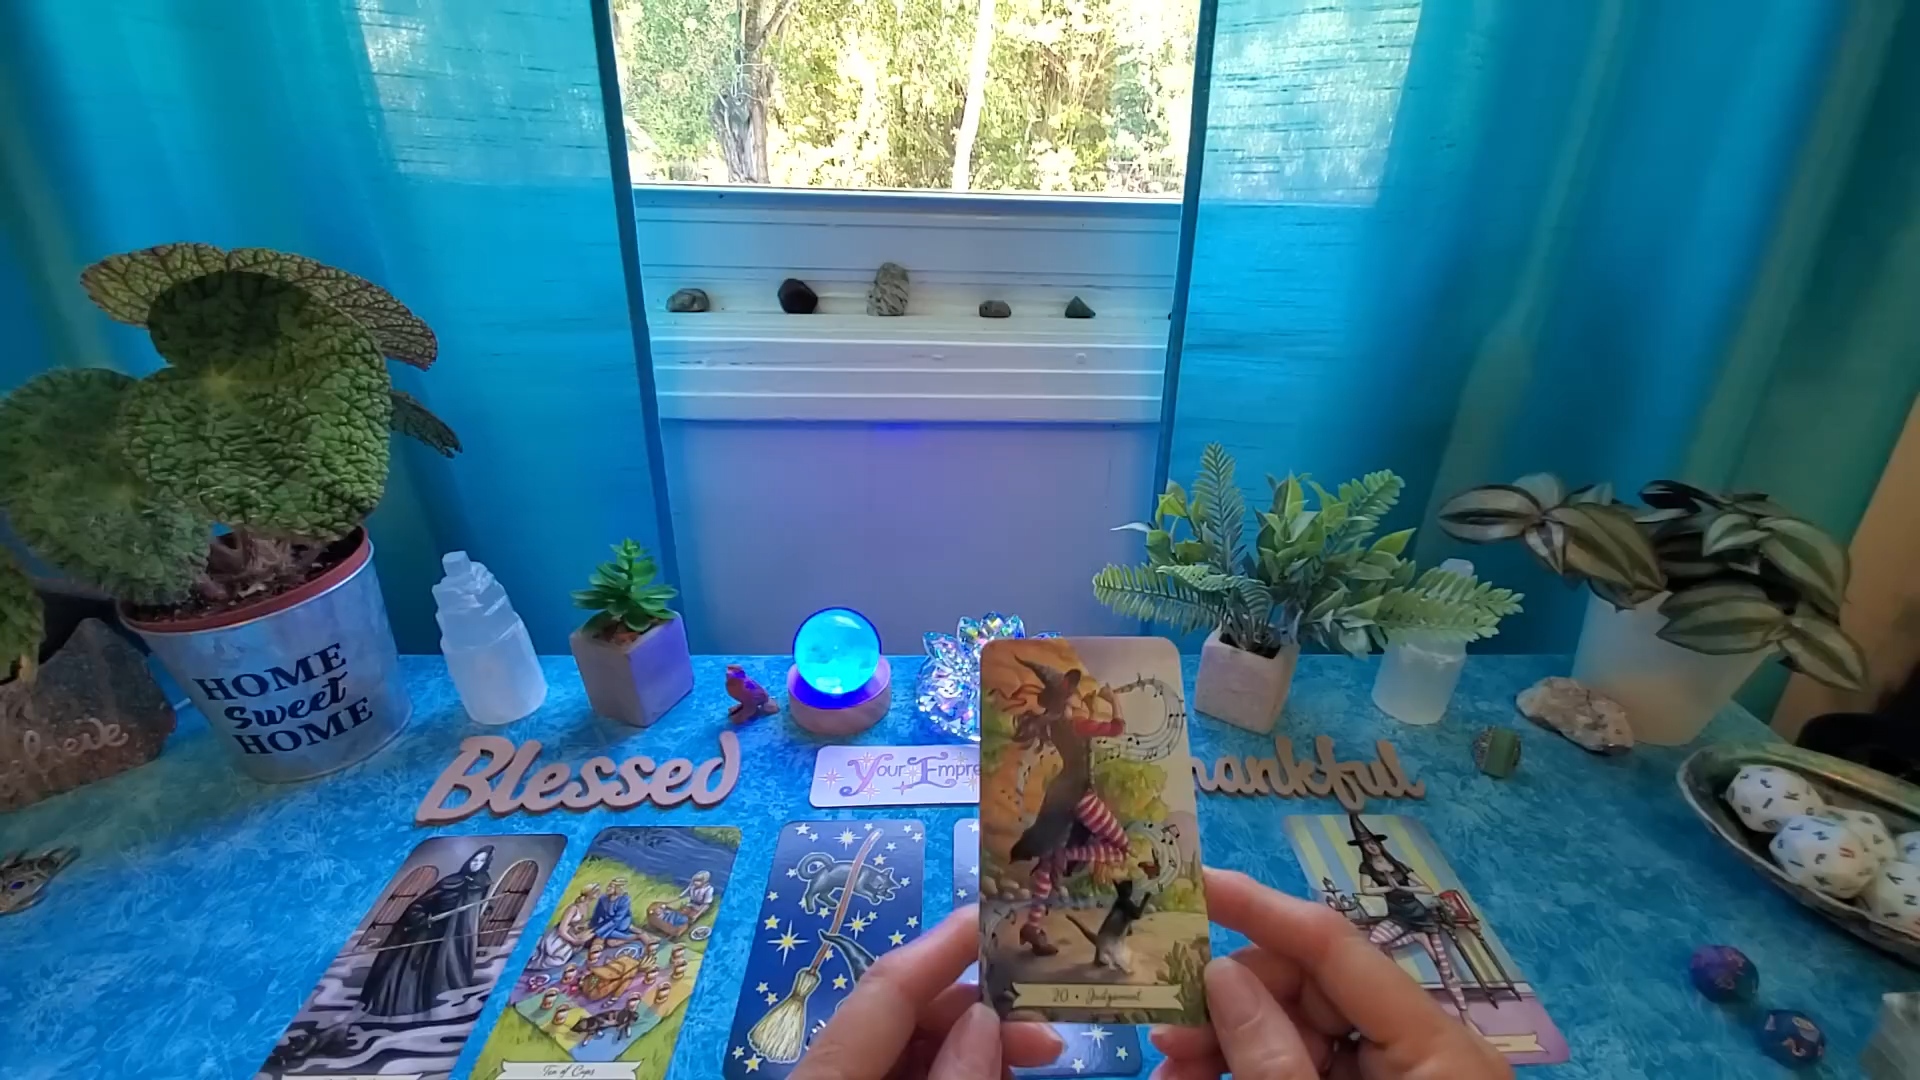 HOME
Sweet
HOME
Blessed
Your Empre
hankful
20 • Judgement
Ten of Cups